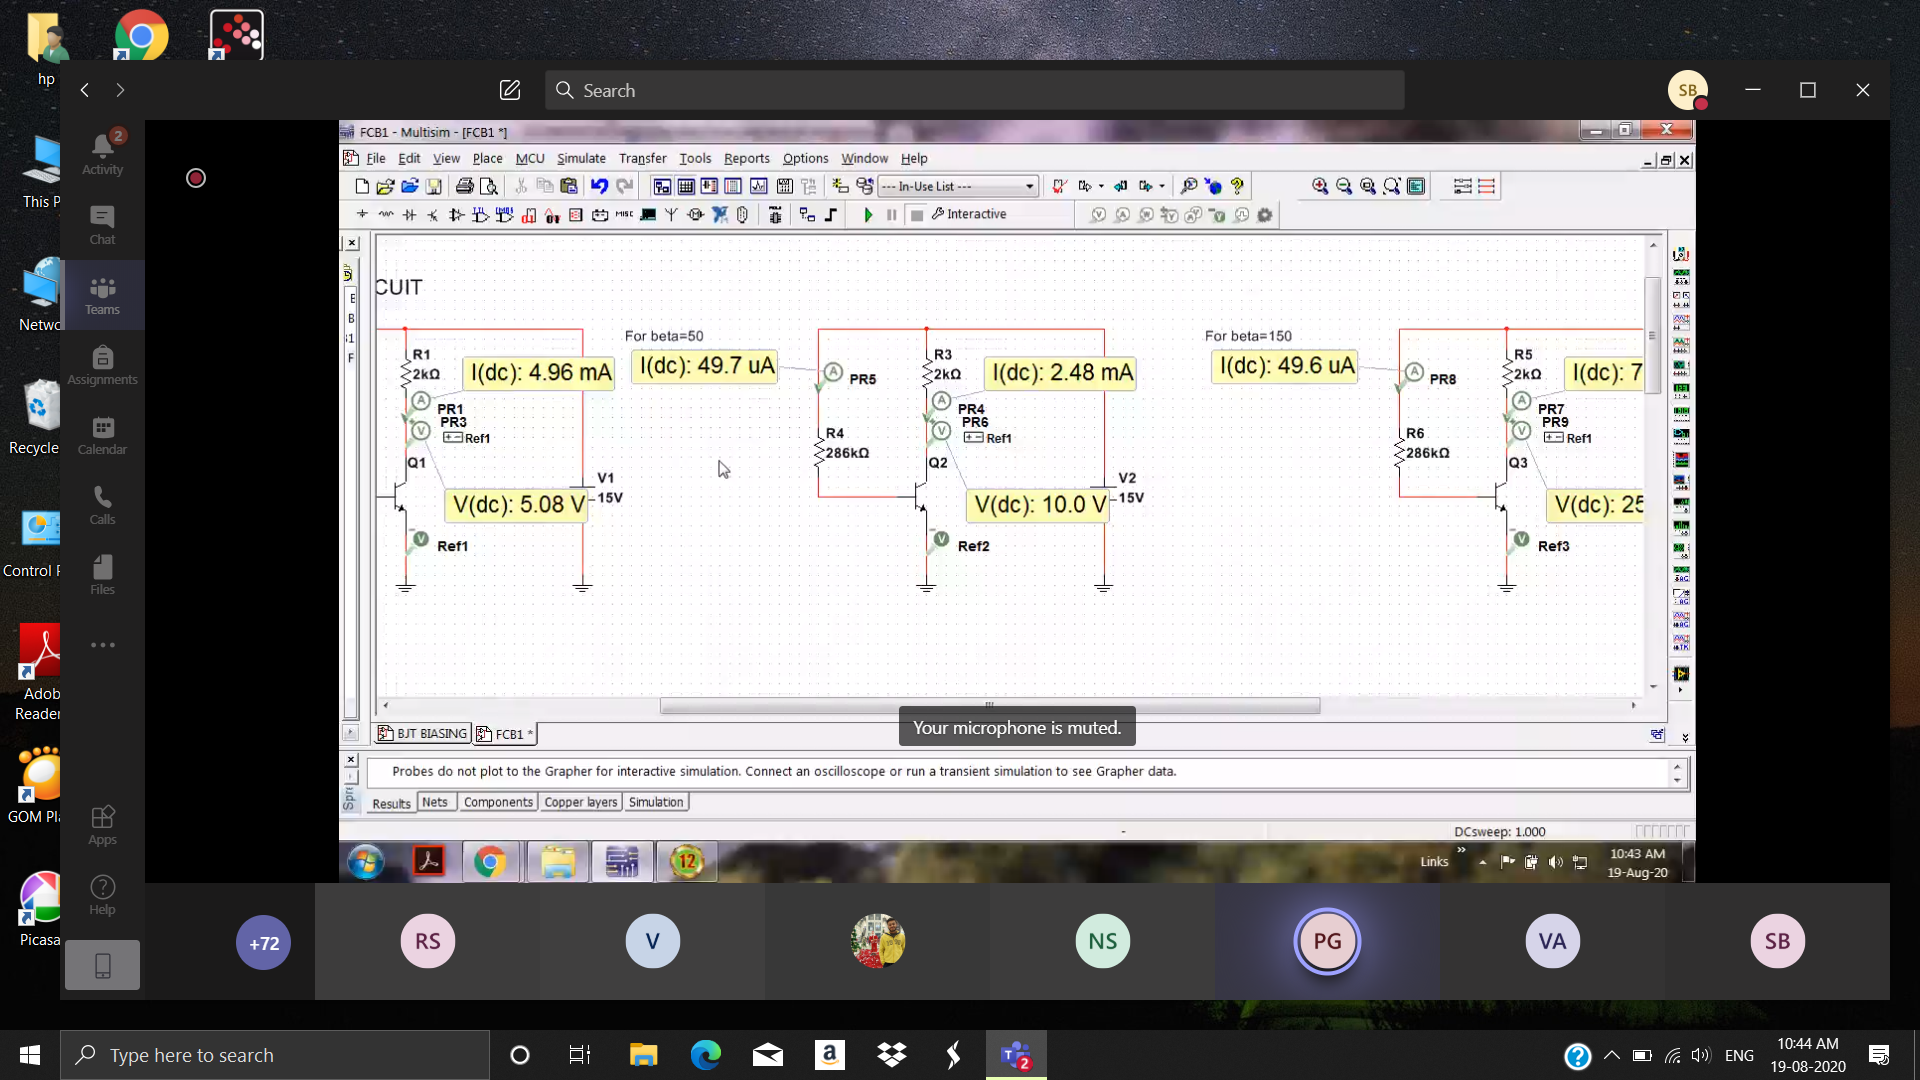 hp
This P
Netwo
Recycle
Control P
Adob
Reader
GOM Pla
Picasa
Search
SB
2
Activity
Chat
Teams
Assignments
Calendar
Calls
Files
Apps
Help
FCB1 - Multisim - [FCB1 *]
File Edit View Place MCU Simulate Transfer Tools Reports Options Window Help
--- In-Use List ---
Interactive
CUIT
For beta=50
For beta=150
R1
2kΩ
I(dc): 4.96 mA
I(dc): 49.7 uA
PR5
R3
2kΩ
I(dc): 2.48 mA
I(dc): 49.6 uA
PR8
R5
2kΩ
I(dc): 7
PR1
PR3
Ref1
PR4
PR6
Ref1
PR7
PR9
Ref1
R4
286kΩ
R6
286kΩ
Q1
Q2
Q3
V1
15V
V2
15V
V(dc): 5.08 V
V(dc): 10.0 V
V(dc): 25
Ref1
Ref2
Ref3
BJT BIASING
FCB1 *
Your microphone is muted.
Probes do not plot to the Grapher for interactive simulation. Connect an oscilloscope or run a transient simulation to see Grapher data.
Results Nets Components Copper layers Simulation
DCsweep: 1.000
12
Links
10:43 AM
19-Aug-20
+72
RS
V
NS
PG
VA
SB
Type here to search
2
ENG
10:44 AM
19-08-2020